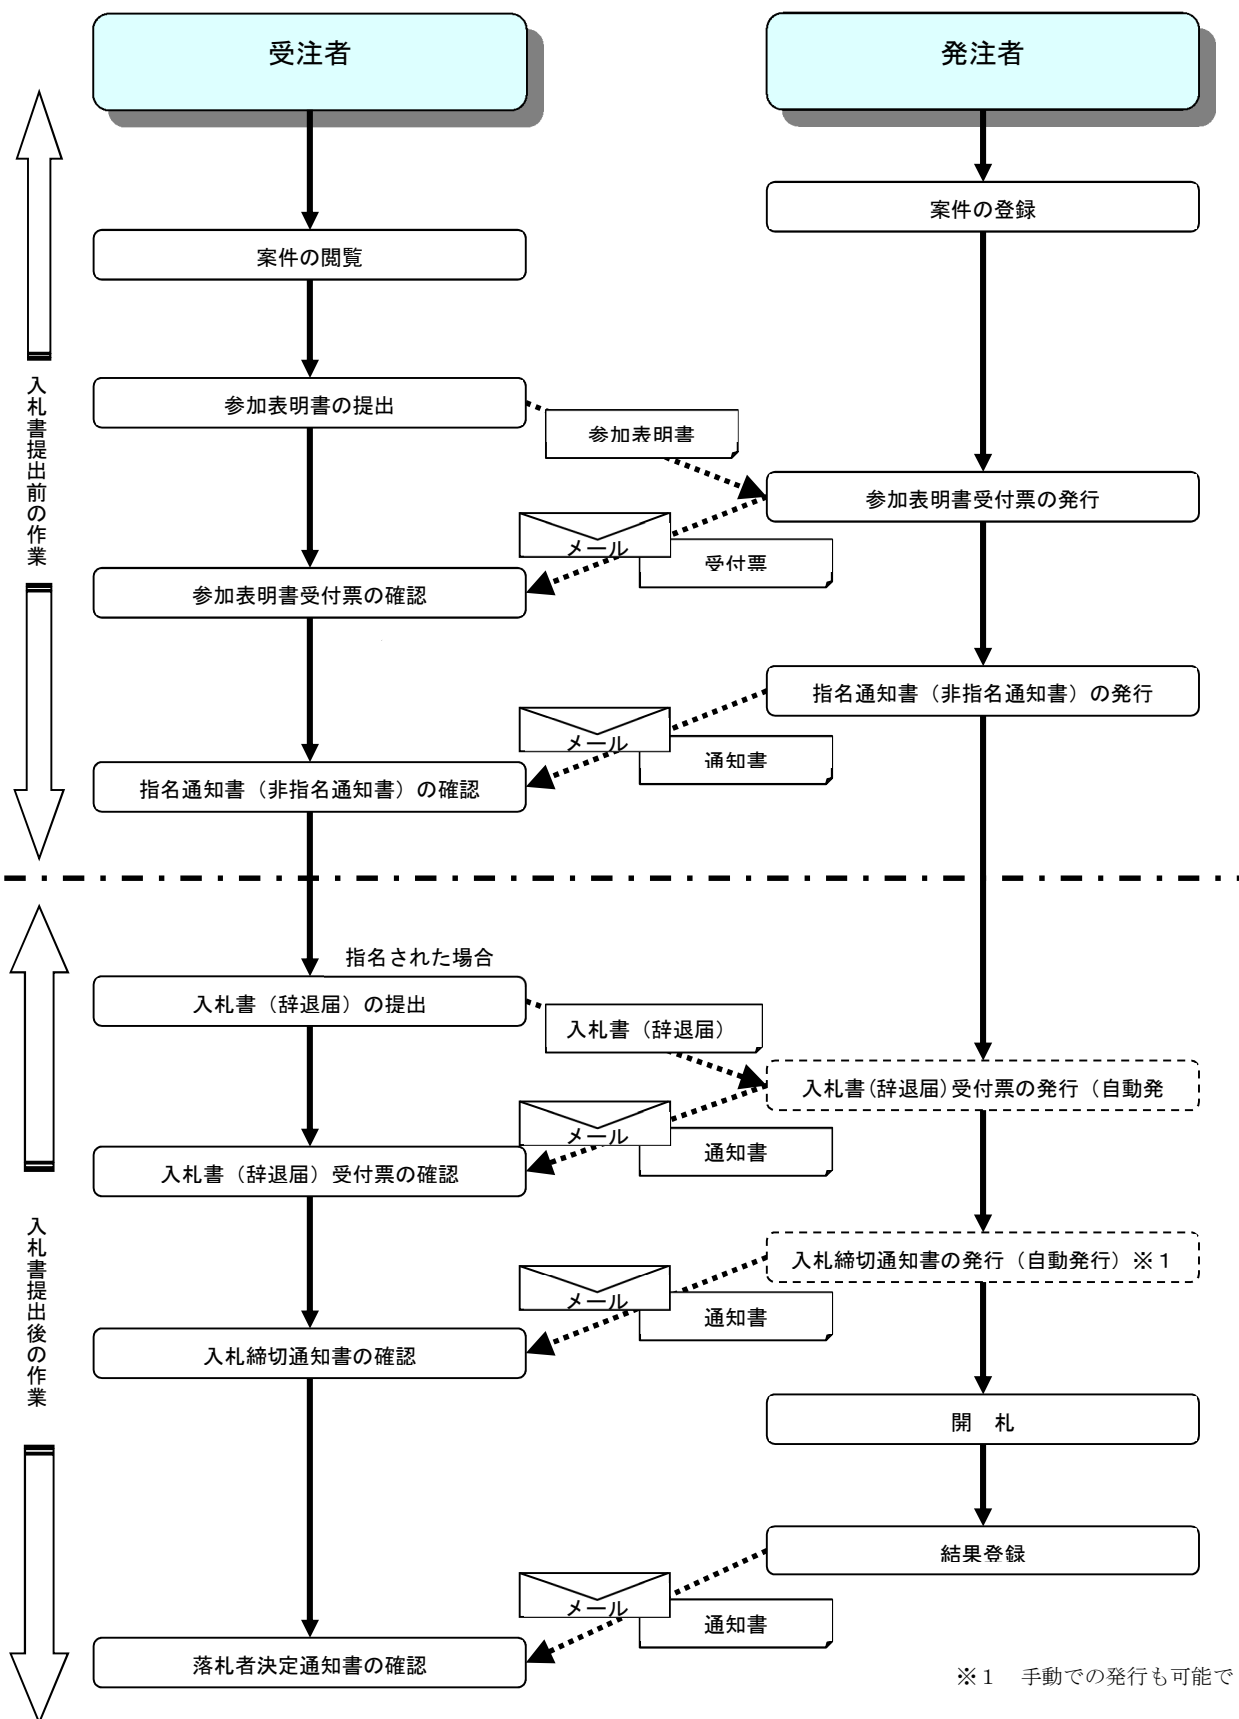 受注者
発注者
案件の登録
案件の閲覧
入札書提出前の作業
参加表明書の提出
参加表明書
参加表明書受付票の発行
メール
受付票
参加表明書受付票の確認
指名通知書（非指名通知書）の発行
メール
通知書
指名通知書（非指名通知書）の確認
指名された場合
入札書（辞退届）の提出
入札書（辞退届）
入札書（辞退届）受付票の発行（自動発
メール
通知書
入札書（辞退届）受付票の確認
入札書提出後の作業
入札締切通知書の発行（自動発行）※１
メール
通知書
入札締切通知書の確認
開　札
結果登録
メール
通知書
落札者決定通知書の確認
※１　手動での発行も可能で